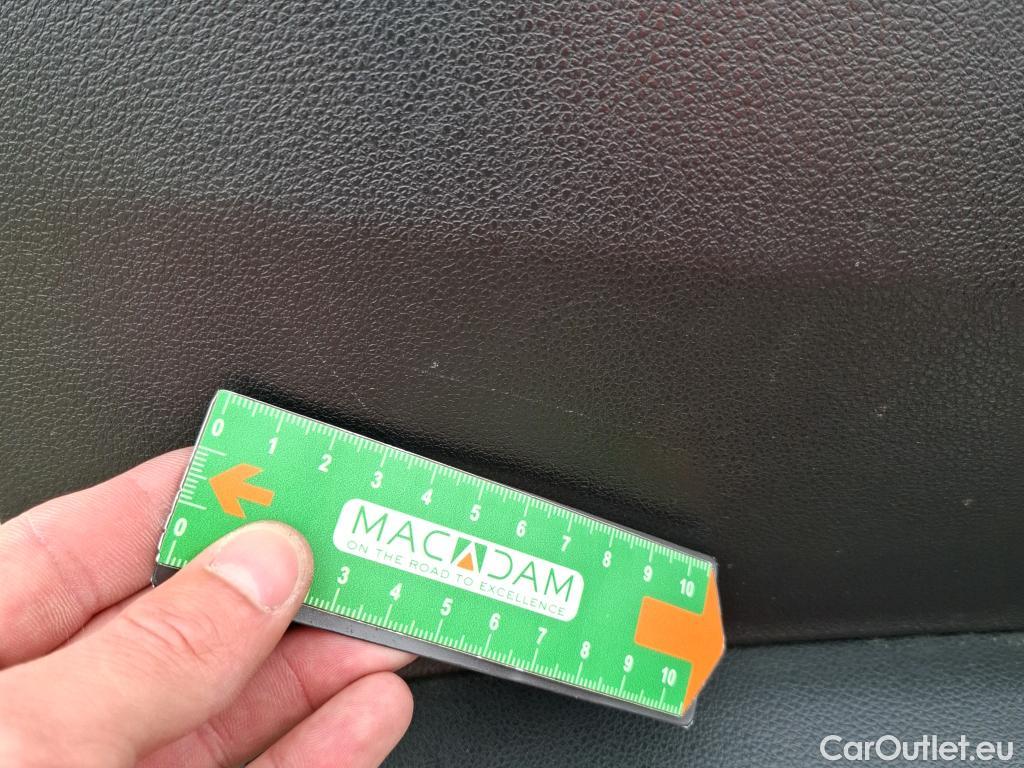 0 1 2 3 4 5 6 7 8 9 10
MACADAM
ON THE ROAD TO EXCELLENCE
0 3 4 5 6 7 8 9 10
CarOutlet.eu